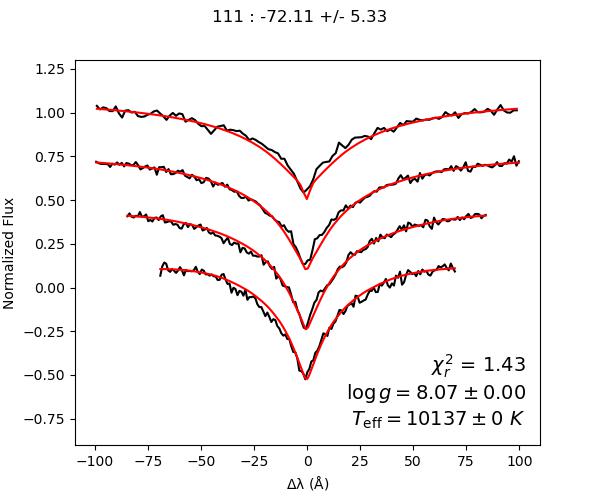 111 : -72.11 +/- 5.33
Normalized Flux
1.25
1.00
0.75
0.50
0.25
0.00
−0.25
−0.50
−0.75
χ²ᵣ = 1.43
log g = 8.07 ± 0.00
T_eff = 10137 ± 0 K
−100 −75 −50 −25 0 25 50 75 100
Δλ (Å)